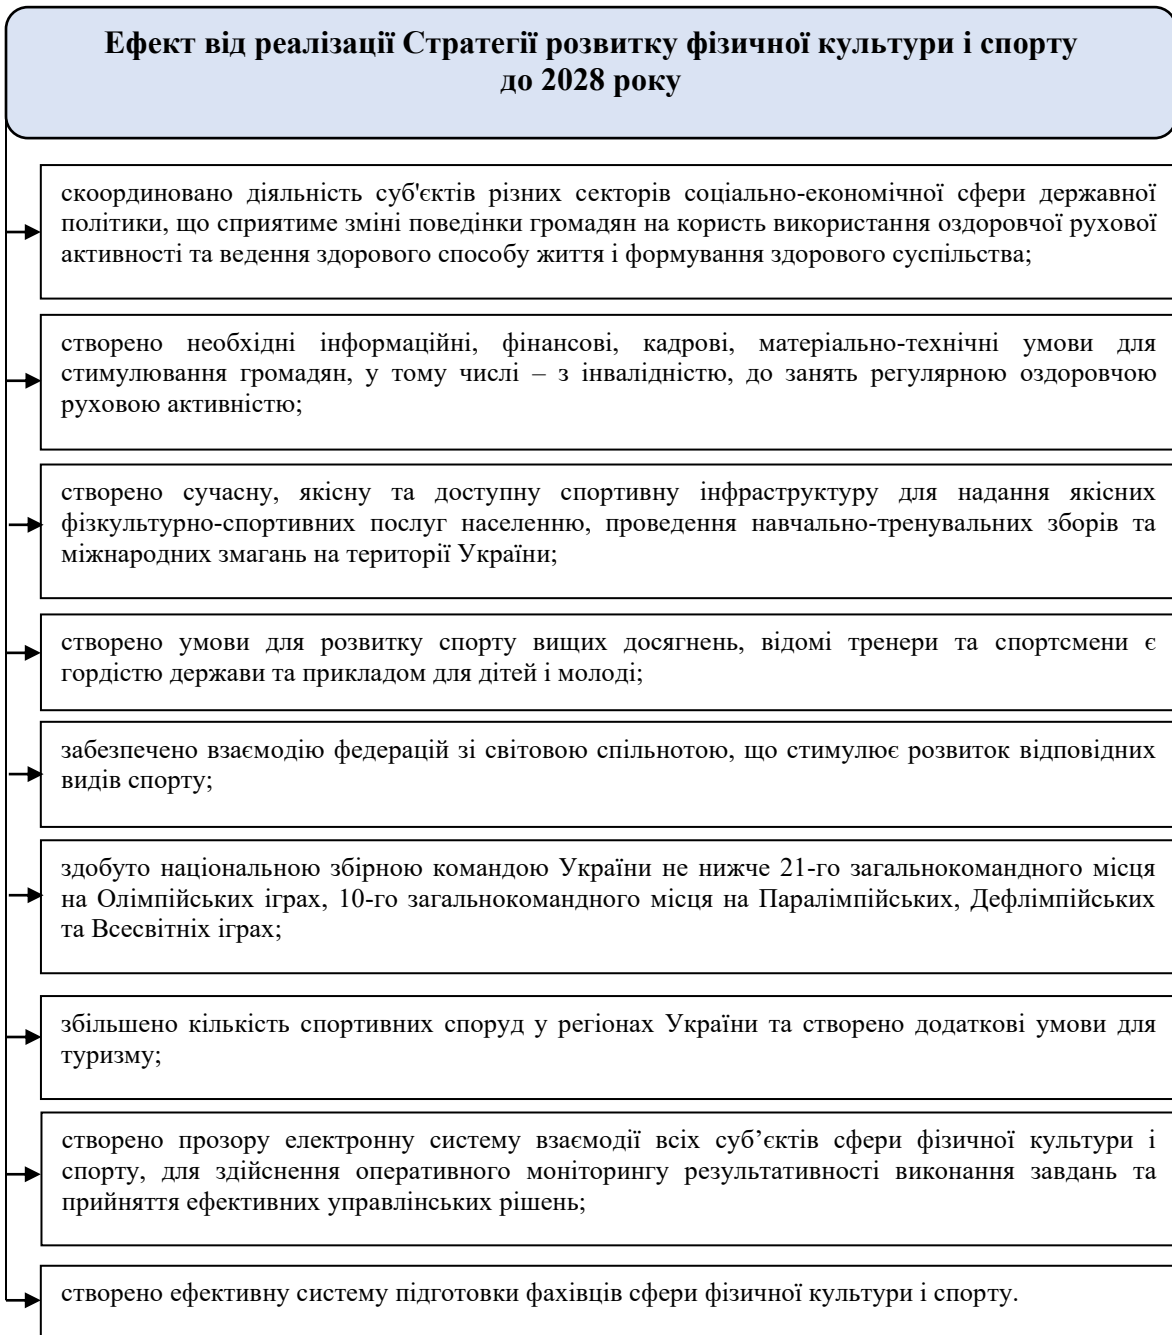 Ефект від реалізації Стратегії розвитку фізичної культури і спорту
до 2028 року
скоординовано діяльність суб'єктів різних секторів соціально-економічної сфери державної
політики, що сприятиме зміні поведінки громадян на користь використання оздоровчої рухової
активності та ведення здорового способу життя і формування здорового суспільства;
створено необхідні інформаційні, фінансові, кадрові, матеріально-технічні умови для
стимулювання громадян, у тому числі – з інвалідністю, до занять регулярною оздоровчою
руховою активністю;
створено сучасну, якісну та доступну спортивну інфраструктуру для надання якісних
фізкультурно-спортивних послуг населенню, проведення навчально-тренувальних зборів та
міжнародних змагань на території України;
створено умови для розвитку спорту вищих досягнень, відомі тренери та спортсмени є
гордістю держави та прикладом для дітей і молоді;
забезпечено взаємодію федерацій зі світовою спільнотою, що стимулює розвиток відповідних
видів спорту;
здобуто національною збірною командою України не нижче 21-го загальнокомандного місця
на Олімпійських іграх, 10-го загальнокомандного місця на Паралімпійських, Дефлімпійських
та Всесвітніх іграх;
збільшено кількість спортивних споруд у регіонах України та створено додаткові умови для
туризму;
створено прозору електронну систему взаємодії всіх суб’єктів сфери фізичної культури і
спорту, для здійснення оперативного моніторингу результативності виконання завдань та
прийняття ефективних управлінських рішень;
створено ефективну систему підготовки фахівців сфери фізичної культури і спорту.